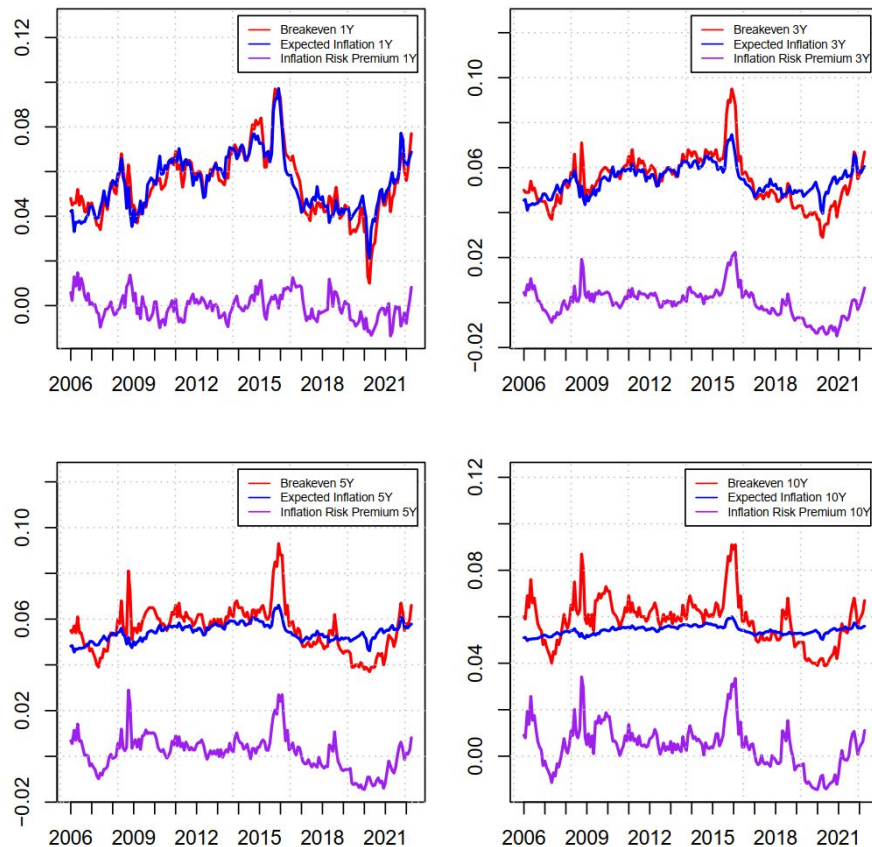 Breakeven 1Y
Expected Inflation 1Y
Inflation Risk Premium 1Y
0.12
0.08
0.04
0.00
2006 2009 2012 2015 2018 2021
Breakeven 3Y
Expected Inflation 3Y
Inflation Risk Premium 3Y
0.10
0.06
0.02
−0.02
2006 2009 2012 2015 2018 2021
Breakeven 5Y
Expected Inflation 5Y
Inflation Risk Premium 5Y
0.10
0.06
0.02
−0.02
2006 2009 2012 2015 2018 2021
Breakeven 10Y
Expected Inflation 10Y
Inflation Risk Premium 10Y
0.12
0.08
0.04
0.00
2006 2009 2012 2015 2018 2021